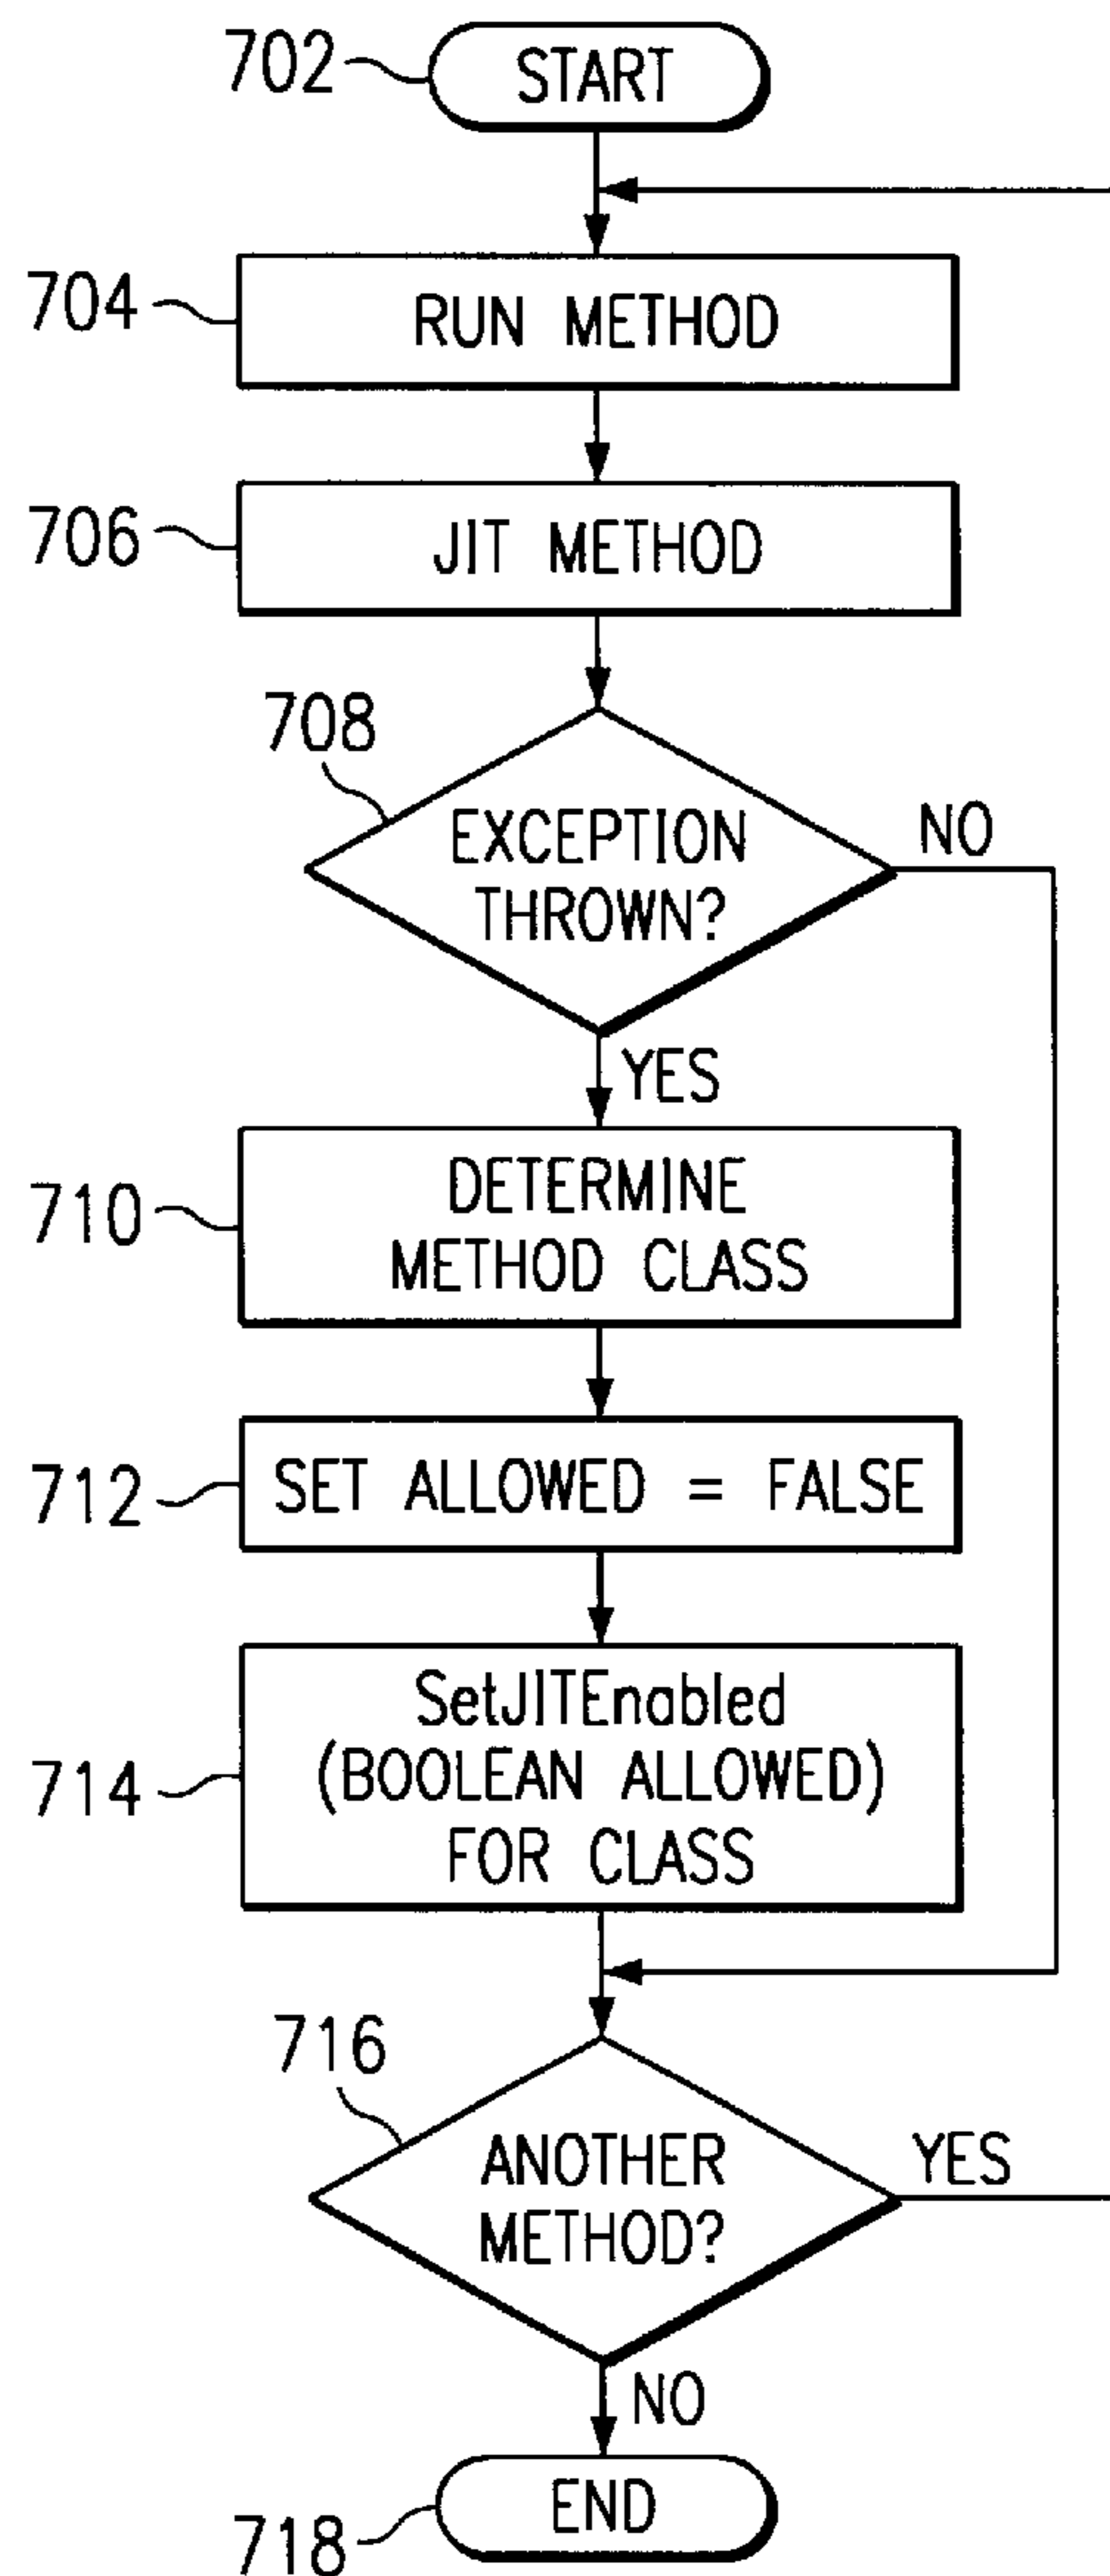 702
START
704
RUN METHOD
706
JIT METHOD
708
EXCEPTION
THROWN?
NO
YES
710
DETERMINE
METHOD CLASS
712
SET ALLOWED = FALSE
714
SetJITEnabled
(BOOLEAN ALLOWED)
FOR CLASS
716
ANOTHER
METHOD?
YES
NO
718
END